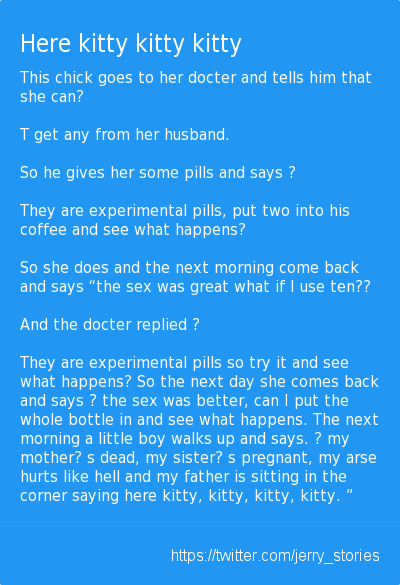 Here kitty kitty kitty
This chick goes to her docter and tells him that
she can?
T get any from her husband.
So he gives her some pills and says ?
They are experimental pills, put two into his
coffee and see what happens?
So she does and the next morning come back
and says “the sex was great what if I use ten??
And the docter replied ?
They are experimental pills so try it and see
what happens? So the next day she comes back
and says ? the sex was better, can I put the
whole bottle in and see what happens. The next
morning a little boy walks up and says. ? my
mother? s dead, my sister? s pregnant, my arse
hurts like hell and my father is sitting in the
corner saying here kitty, kitty, kitty, kitty. ”
https://twitter.com/jerry_stories